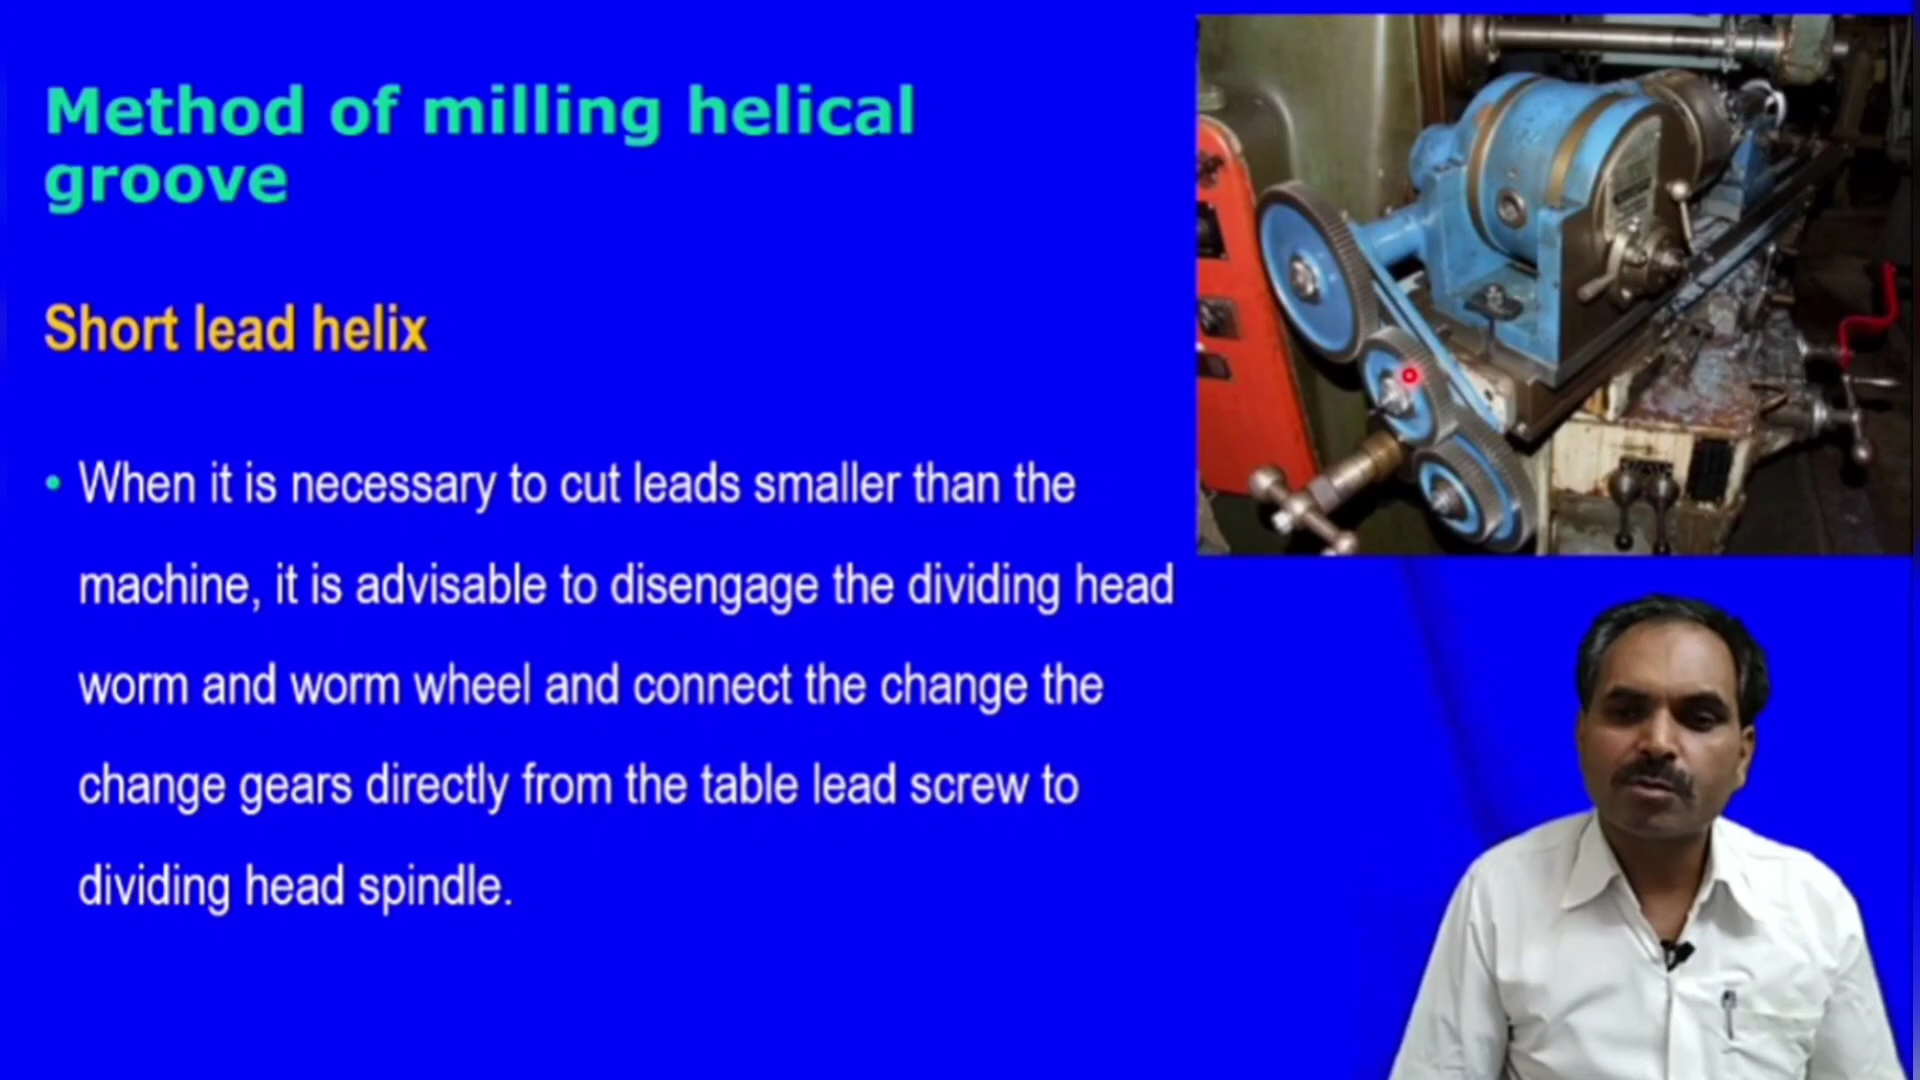 Method of milling helical
groove
Short lead helix
• When it is necessary to cut leads smaller than the
machine, it is advisable to disengage the dividing head
worm and worm wheel and connect the change the
change gears directly from the table lead screw to
dividing head spindle.